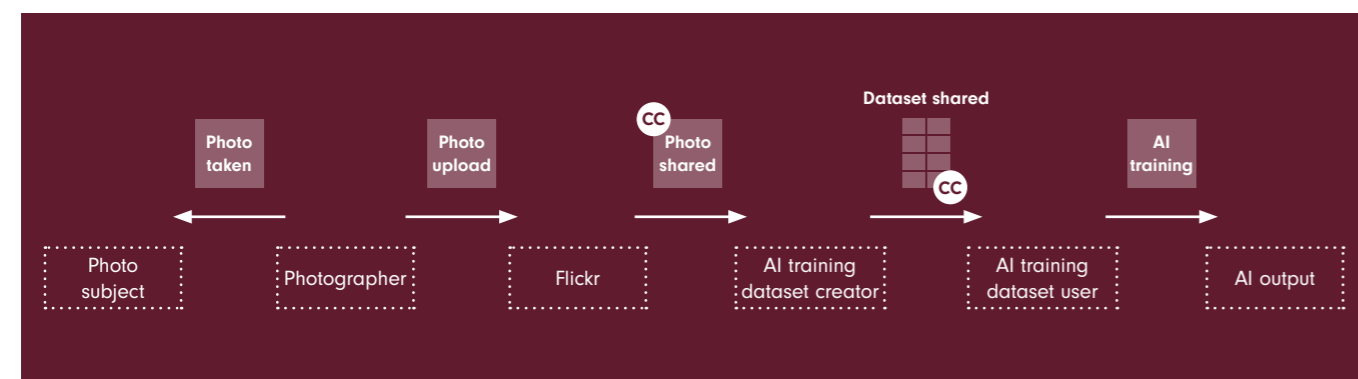 Dataset shared
CC
Photo
taken
Photo
upload
Photo
shared
CC
AI
training
Photo
subject
Photographer
Flickr
AI training
dataset creator
AI training
dataset user
AI output